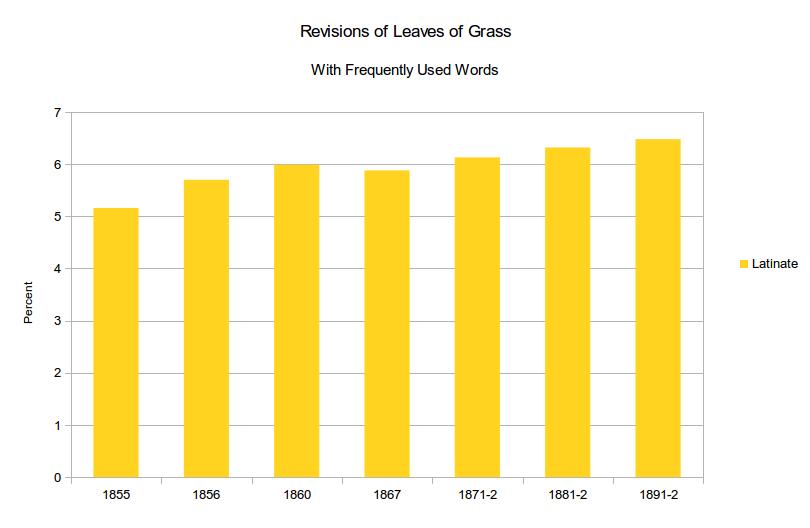 Revisions of Leaves of Grass
With Frequently Used Words
7
6
5
4
3
2
1
0
Percent
1855 1856 1860 1867 1871-2 1881-2 1891-2
Latinate